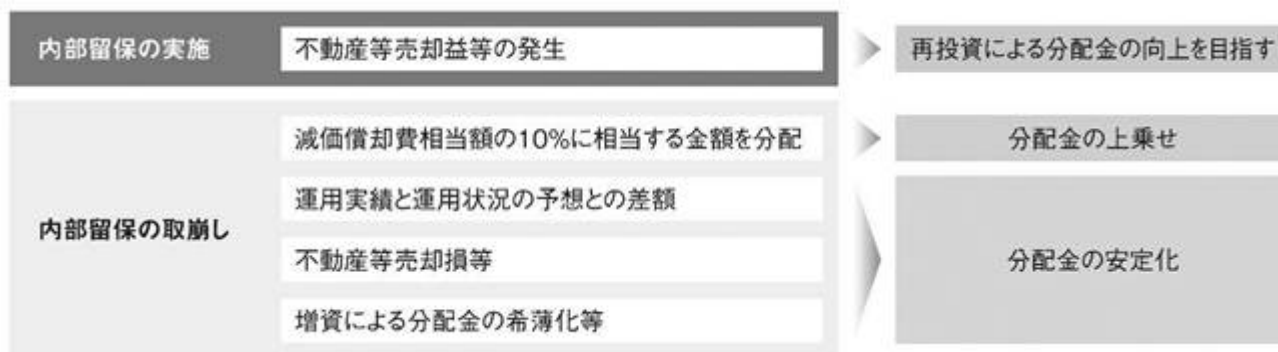 内部留保の実施
不動産等売却益等の発生
再投資による分配金の向上を目指す
内部留保の取崩し
減価償却費相当額の10%に相当する金額を分配
分配金の上乗せ
運用実績と運用状況の予想との差額
不動産等売却損等
増資による分配金の希薄化等
分配金の安定化